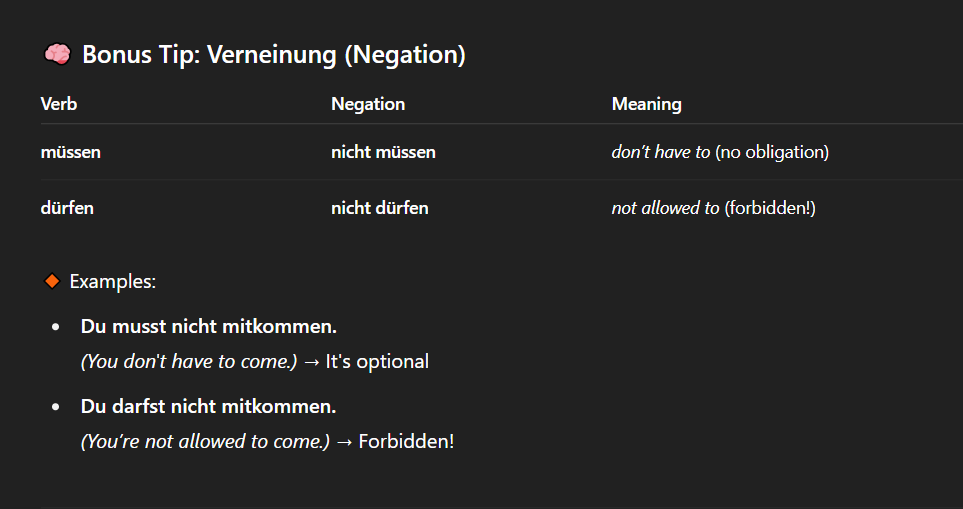 🧠 Bonus Tip: Verneinung (Negation)
Verb Negation Meaning
müssen nicht müssen don’t have to (no obligation)
dürfen nicht dürfen not allowed to (forbidden!)
🔸 Examples:
• Du musst nicht mitkommen.
(You don't have to come.) → It's optional
• Du darfst nicht mitkommen.
(You’re not allowed to come.) → Forbidden!